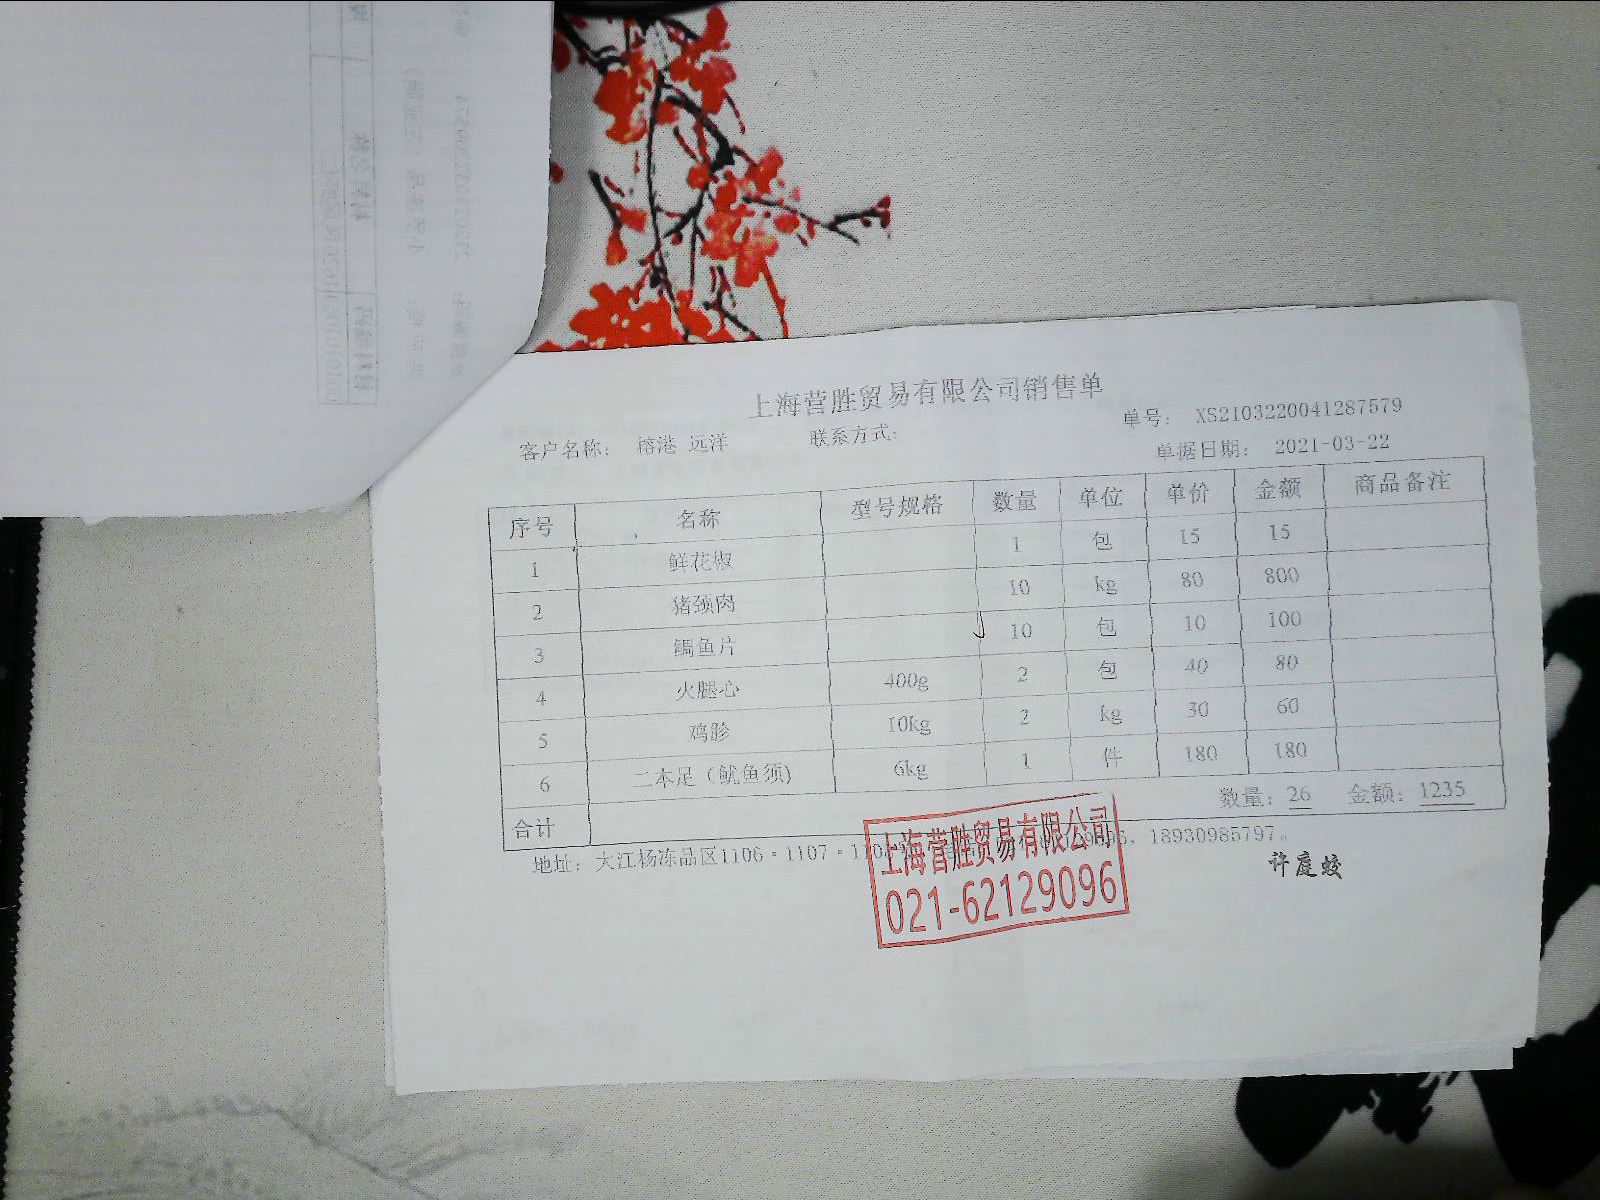 上海营胜贸易有限公司销售单
单号： XS2103220041287579
客户名称： 榕港 远洋 联系方式:
单据日期： 2021-03-22
序号 名称 型号规格 数量 单位 单价 金额 商品备注
1 鲜花椒 1 包 15 15
2 猪颈肉 10 kg 80 800
3 鲷鱼片 10 包 10 100
4 火腿心 400g 2 包 40 80
5 鸡胗 10kg 2 kg 30 60
6 二本足（鱿鱼须) 1 件 180 180 6kg
合计 数量：26 金额：1235
地址：大江杨冻品区1106·1107·110 18930985797。
上海营胜贸易有限公司
021-62129096
许庭蛟